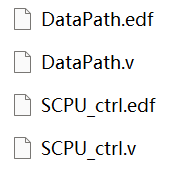 DataPath.edf
DataPath.v
SCPU_ctrl.edf
SCPU_ctrl.v